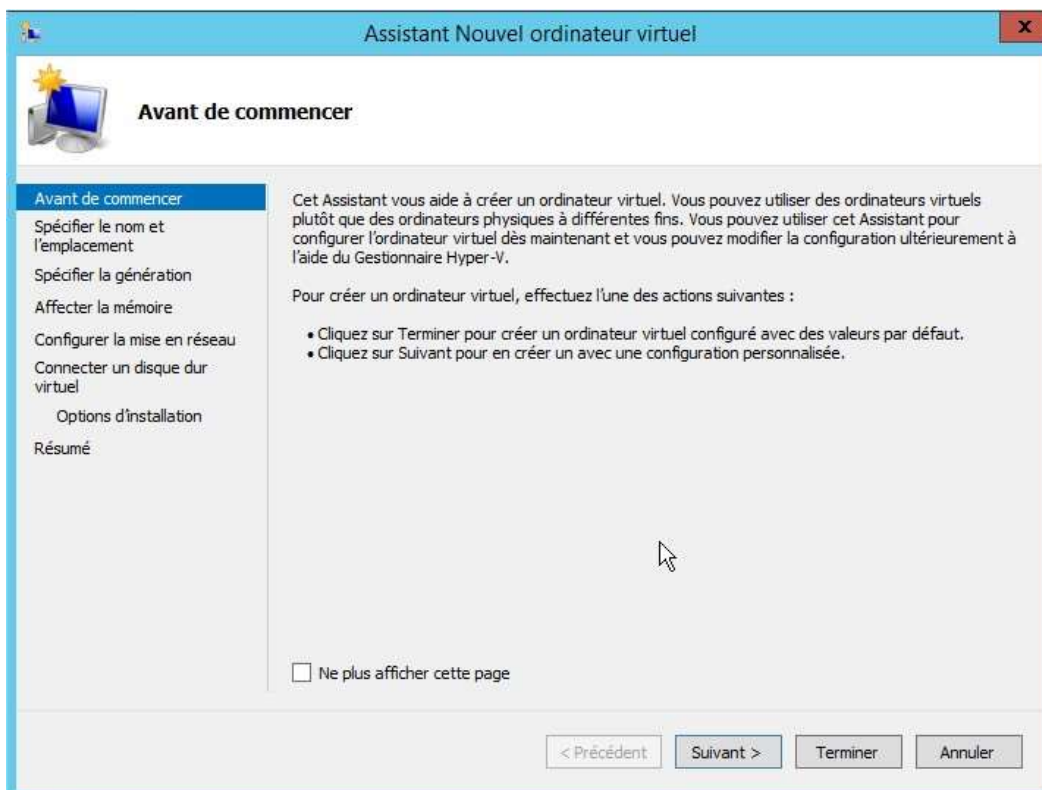 Assistant Nouvel ordinateur virtuel
x
Avant de commencer
Avant de commencer
Spécifier le nom et
l'emplacement
Spécifier la génération
Affecter la mémoire
Configurer la mise en réseau
Connecter un disque dur
virtuel
Options d'installation
Résumé
Cet Assistant vous aide à créer un ordinateur virtuel. Vous pouvez utiliser des ordinateurs virtuels
plutôt que des ordinateurs physiques à différentes fins. Vous pouvez utiliser cet Assistant pour
configurer l'ordinateur virtuel dès maintenant et vous pouvez modifier la configuration ultérieurement à
l'aide du Gestionnaire Hyper-V.
Pour créer un ordinateur virtuel, effectuez l'une des actions suivantes :
• Cliquez sur Terminer pour créer un ordinateur virtuel configuré avec des valeurs par défaut.
• Cliquez sur Suivant pour en créer un avec une configuration personnalisée.
Ne plus afficher cette page
< Précédent Suivant > Terminer Annuler